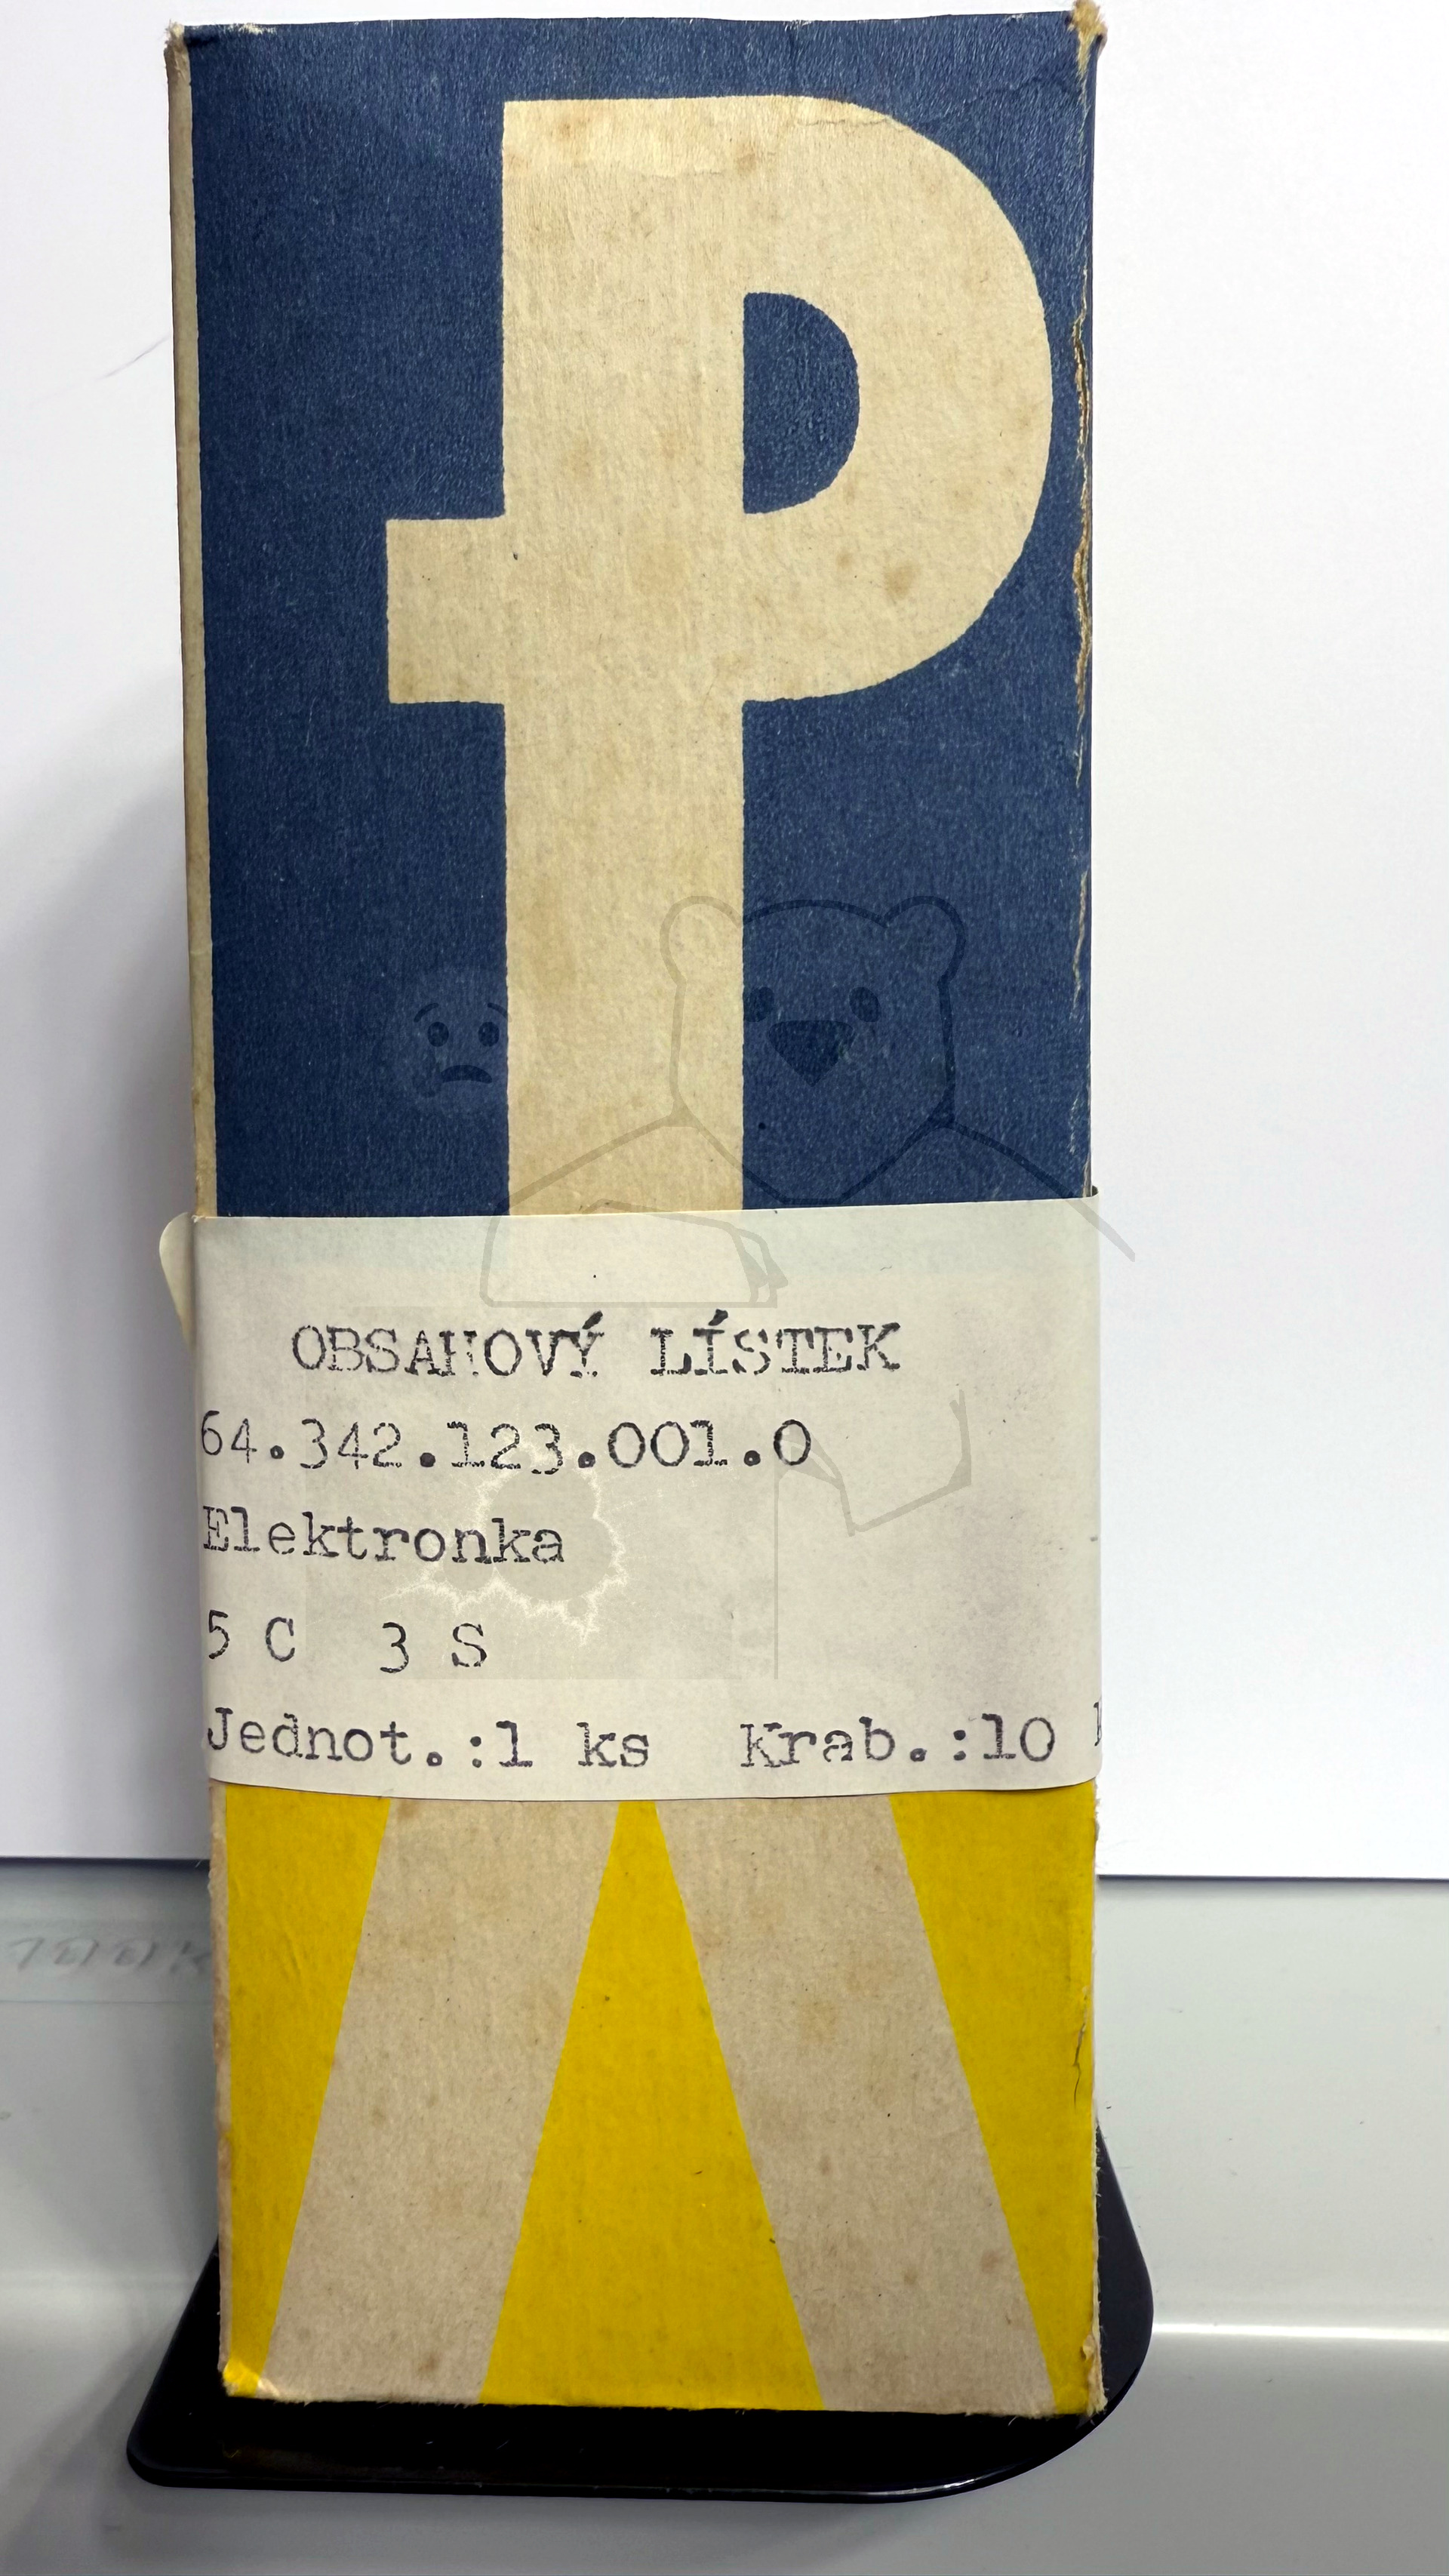 Р
OBSAHOVÝ LÍSTEK
64.342.123.001.0
Elektronka
5 C 3 S
Jednot.:1 ks Krab.:10